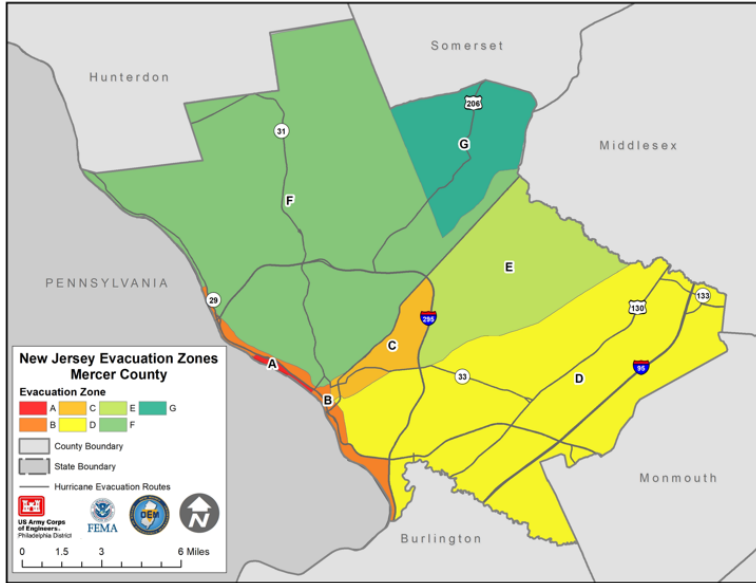 Somerset
Hunterdon
206
31
G
Middlesex
F
E
PENNSYLVANIA
29
133
130
295
C
A
33
95
D
B
Monmouth
Burlington
New Jersey Evacuation Zones
Mercer County
Evacuation Zone
A C E G
B D F
County Boundary
State Boundary
Hurricane Evacuation Routes
US Army Corps
of Engineers.
Philadelphia District
FEMA
OEM
N
0 1.5 3 6 Miles